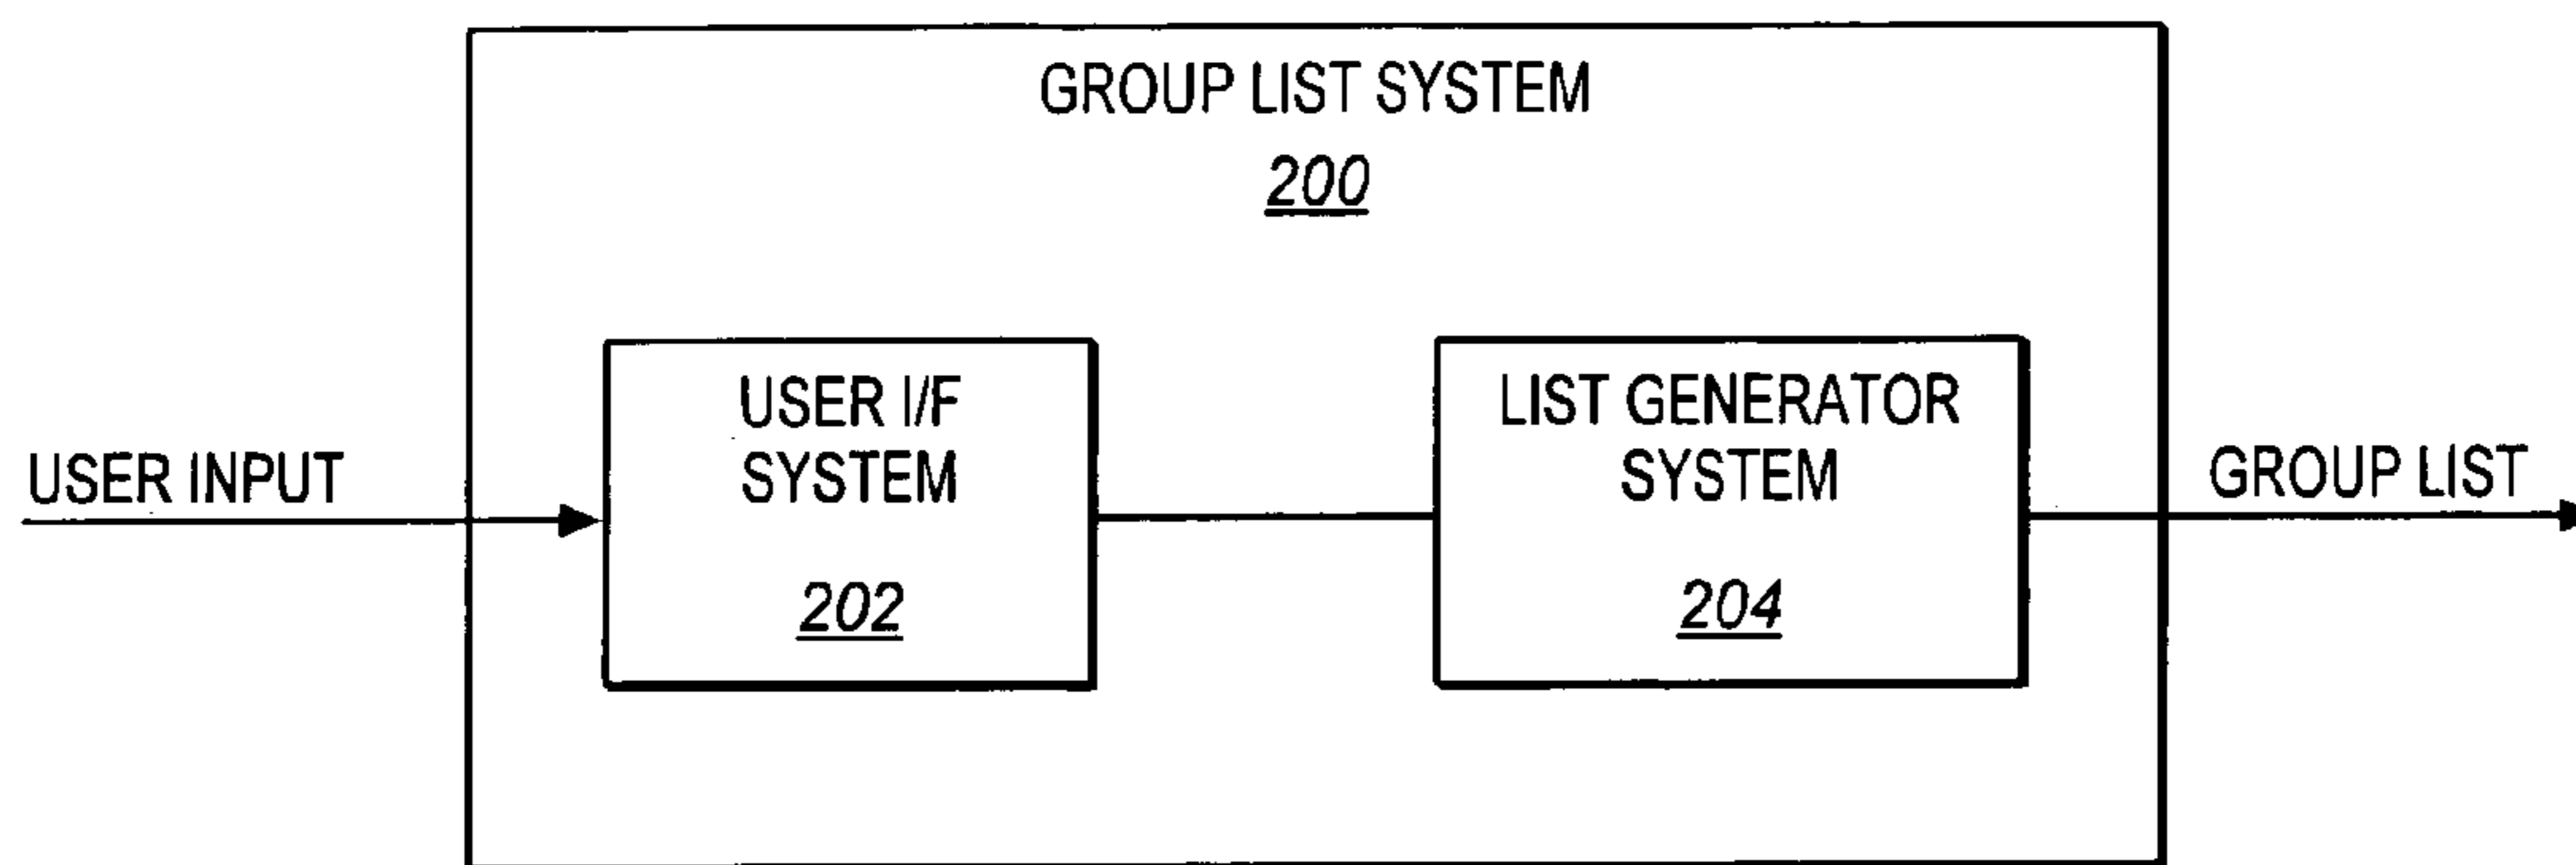 GROUP LIST SYSTEM
200
USER INPUT
USER I/F
SYSTEM
202
LIST GENERATOR
SYSTEM
204
GROUP LIST